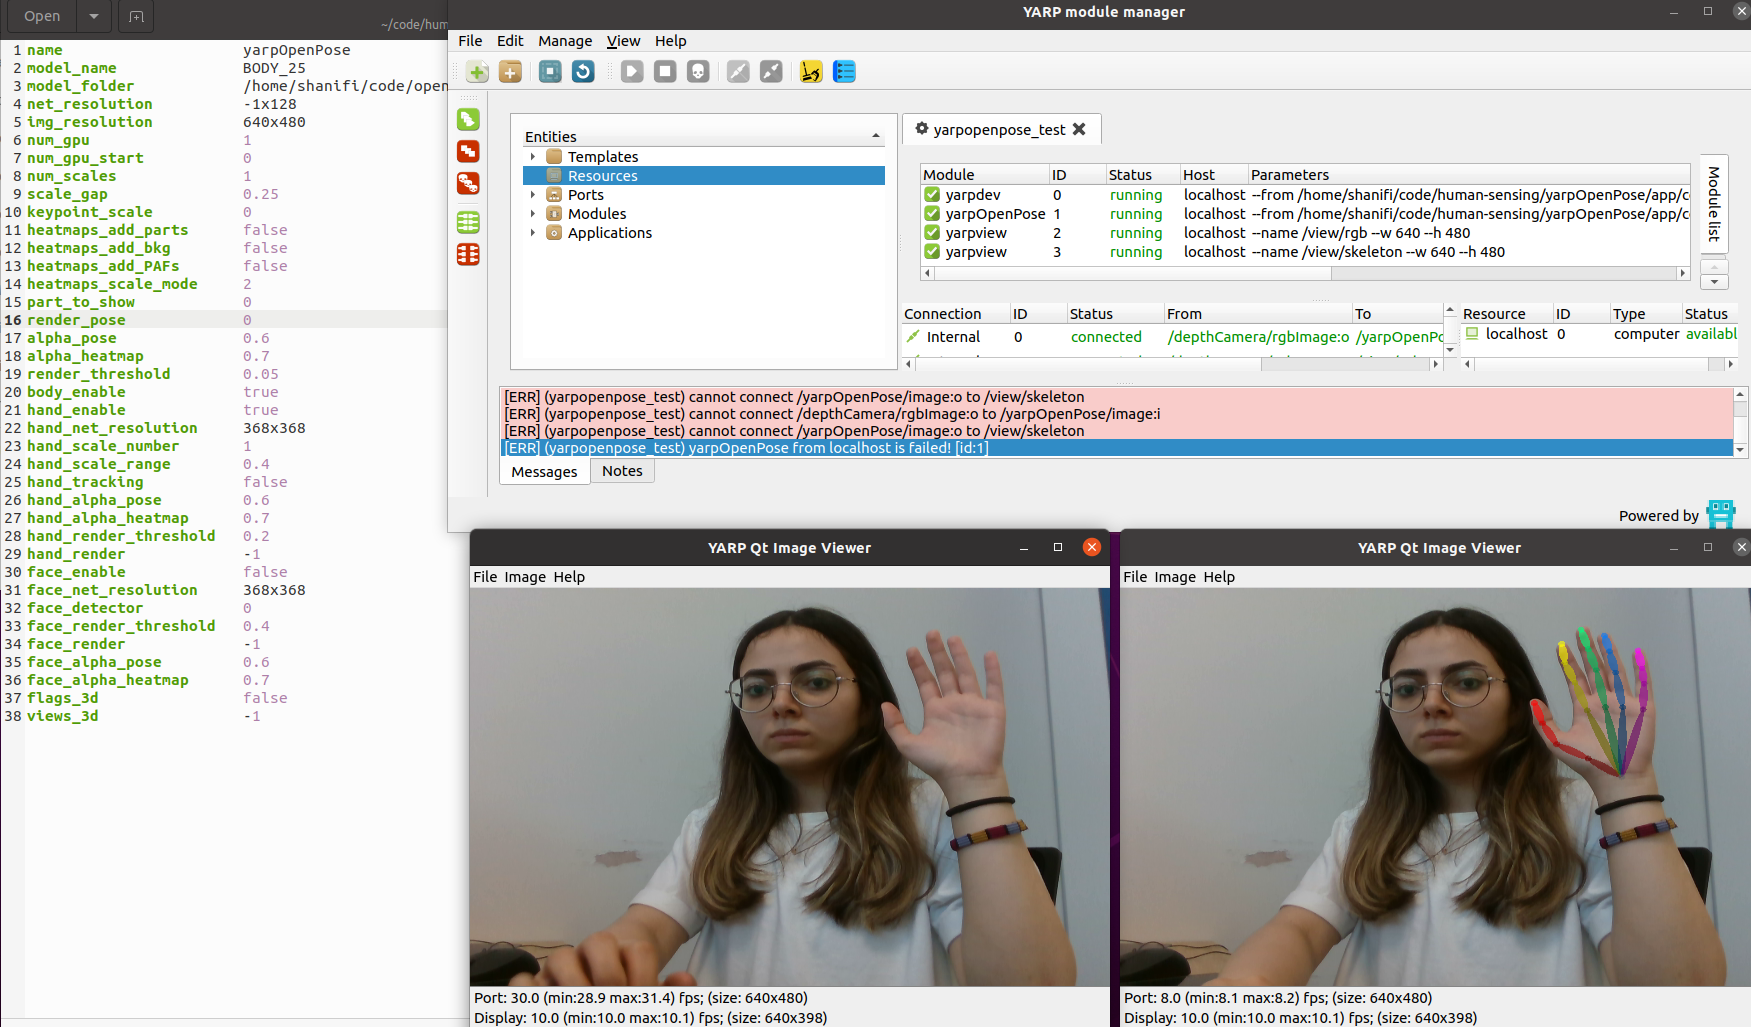 Open
~/code/hum
1 name yarpOpenPose
2 model_name BODY_25
3 model_folder /home/shanifi/code/open
4 net_resolution -1x128
5 img_resolution 640x480
6 num_gpu 1
7 num_gpu_start 0
8 num_scales 1
9 scale_gap 0.25
10 keypoint_scale 0
11 heatmaps_add_parts false
12 heatmaps_add_bkg false
13 heatmaps_add_PAFs false
14 heatmaps_scale_mode 2
15 part_to_show 0
16 render_pose 0
17 alpha_pose 0.6
18 alpha_heatmap 0.7
19 render_threshold 0.05
20 body_enable true
21 hand_enable true
22 hand_net_resolution 368x368
23 hand_scale_number 1
24 hand_scale_range 0.4
25 hand_tracking false
26 hand_alpha_pose 0.6
27 hand_alpha_heatmap 0.7
28 hand_render_threshold 0.2
29 hand_render -1
30 face_enable false
31 face_net_resolution 368x368
32 face_detector 0
33 face_render_threshold 0.4
34 face_render -1
35 face_alpha_pose 0.6
36 face_alpha_heatmap 0.7
37 flags_3d false
38 views_3d -1
YARP module manager
File Edit Manage View Help
Entities
Templates
Resources
Ports
Modules
Applications
yarpopenpose_test
Module ID Status Host Parameters
yarpdev 0 running localhost --from /home/shanifi/code/human-sensing/yarpOpenPose/app/c
yarpOpenPose 1 running localhost --from /home/shanifi/code/human-sensing/yarpOpenPose/app/c
yarpview 2 running localhost --name /view/rgb --w 640 --h 480
yarpview 3 running localhost --name /view/skeleton --w 640 --h 480
Module list
Connection ID Status From To
Internal 0 connected /depthCamera/rgbImage:o /yarpOpenPo
Resource ID Type Status
localhost 0 computer availabl
[ERR] (yarpopenpose_test) cannot connect /yarpOpenPose/image:o to /view/skeleton
[ERR] (yarpopenpose_test) cannot connect /depthCamera/rgbImage:o to /yarpOpenPose/image:i
[ERR] (yarpopenpose_test) cannot connect /yarpOpenPose/image:o to /view/skeleton
[ERR] (yarpopenpose_test) yarpOpenPose from localhost is failed! [id:1]
Messages Notes
Powered by
YARP Qt Image Viewer
File Image Help
Port: 30.0 (min:28.9 max:31.4) fps; (size: 640x480)
Display: 10.0 (min:10.0 max:10.1) fps; (size: 640x398)
YARP Qt Image Viewer
File Image Help
Port: 8.0 (min:8.1 max:8.2) fps; (size: 640x480)
Display: 10.0 (min:10.0 max:10.1) fps; (size: 640x398)